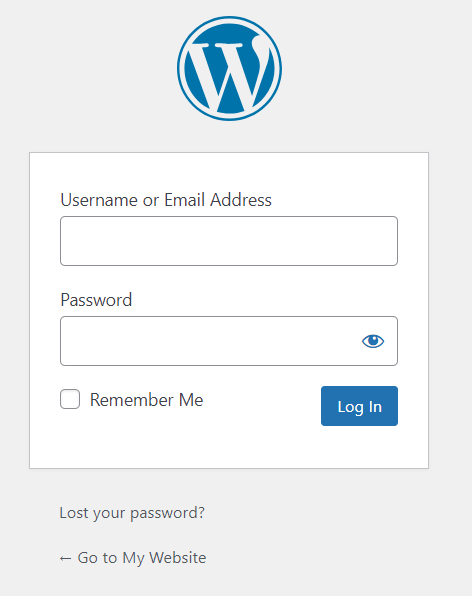 Username or Email Address
Password
Remember Me
Log In
Lost your password?
← Go to My Website